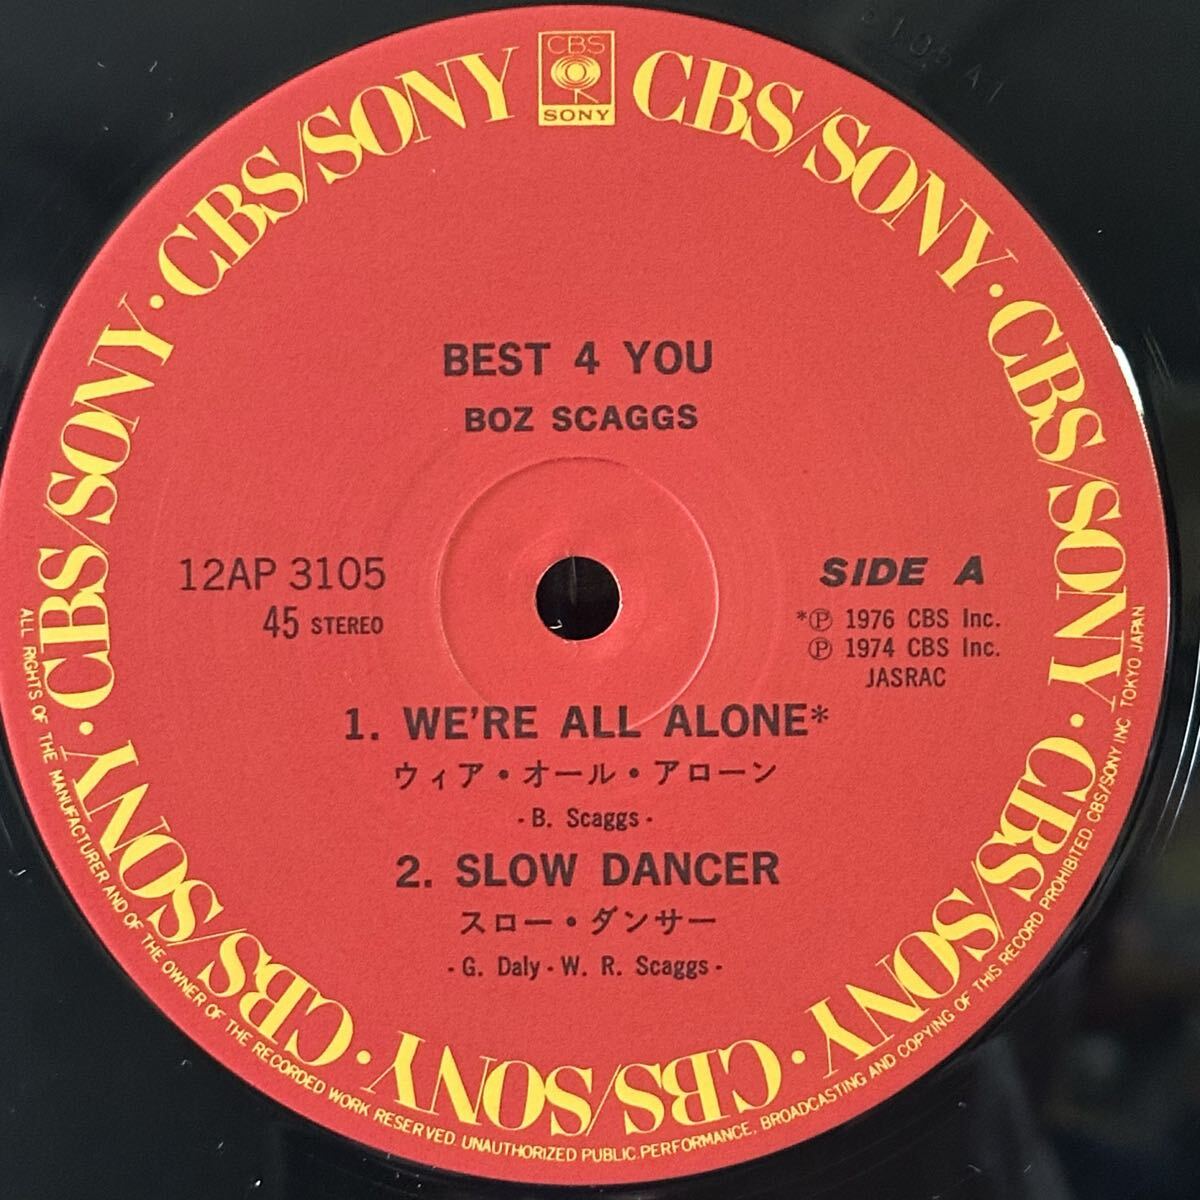 CBS
SONY
CBS/SONY · CBS/SONY · CBS/SONY · CBS/SONY · CBS/SONY · CBS/SONY · CBS/SONY · CBS/SONY
BEST 4 YOU
BOZ SCAGGS
12AP 3105
45 STEREO
SIDE A
*Ⓟ 1976 CBS Inc.
Ⓟ 1974 CBS Inc.
JASRAC
1. WE'RE ALL ALONE*
ウィア・オール・アローン
- B. Scaggs -
2. SLOW DANCER
スロー・ダンサー
- G. Daly - W. R. Scaggs -
ALL RIGHTS OF THE MANUFACTURER AND OF THE OWNER OF THE RECORDED WORK RESERVED. UNAUTHORIZED PUBLIC PERFORMANCE, BROADCASTING AND COPYING OF THIS RECORD PROHIBITED. CBS/SONY INC. TOKYO JAPAN